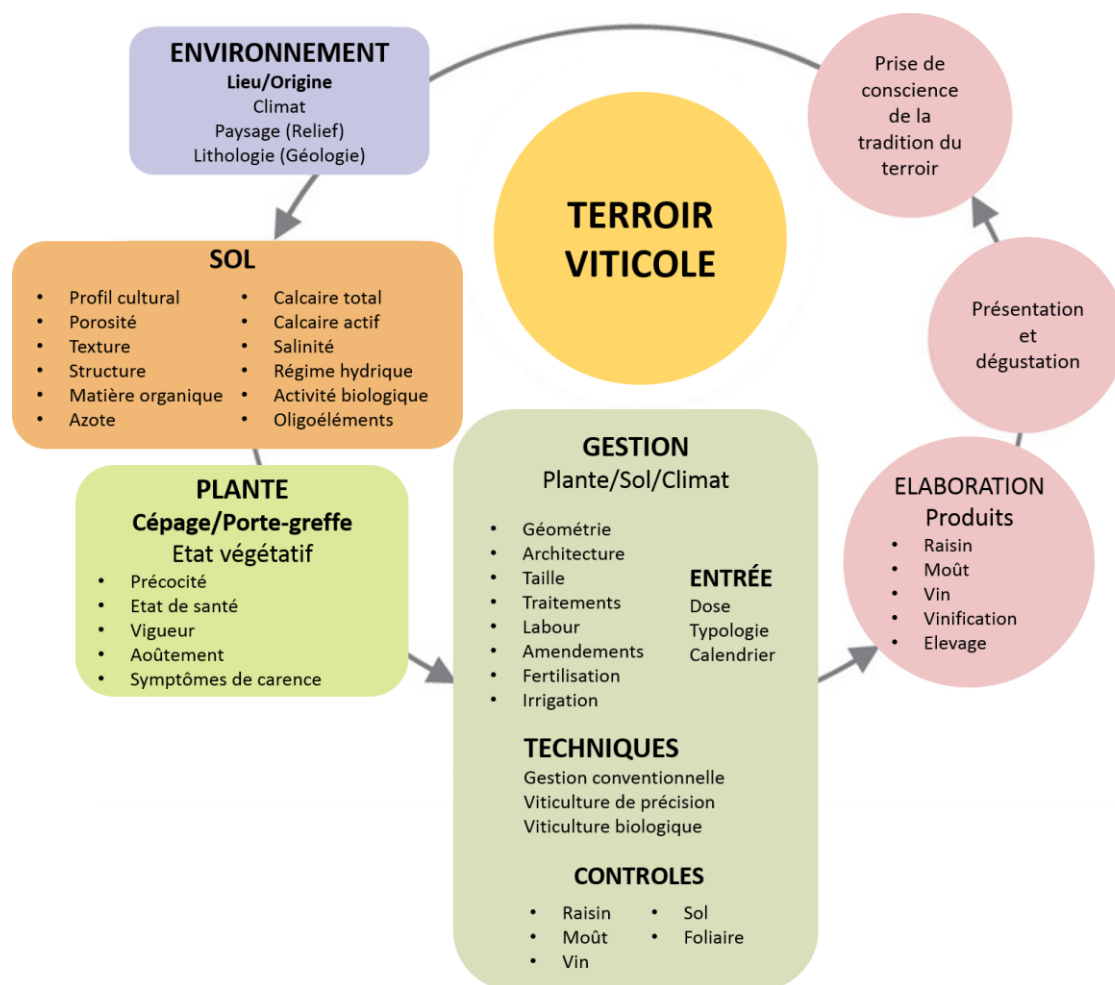 ENVIRONNEMENT
Lieu/Origine
Climat
Paysage (Relief)
Lithologie (Géologie)
Prise de
conscience
de la
tradition du
terroir
TERROIR
VITICOLE
SOL
• Profil cultural
• Porosité
• Texture
• Structure
• Matière organique
• Azote
• Calcaire total
• Calcaire actif
• Salinité
• Régime hydrique
• Activité biologique
• Oligoéléments
Présentation
et
dégustation
PLANTE
Cépage/Porte-greffe
Etat végétatif
• Précocité
• Etat de santé
• Vigueur
• Aoûtement
• Symptômes de carence
GESTION
Plante/Sol/Climat
• Géométrie
• Architecture
• Taille
• Traitements
• Labour
• Amendements
• Fertilisation
• Irrigation
ENTRÉE
Dose
Typologie
Calendrier
TECHNIQUES
Gestion conventionnelle
Viticulture de précision
Viticulture biologique
CONTROLES
• Raisin
• Moût
• Vin
• Sol
• Foliaire
ELABORATION
Produits
• Raisin
• Moût
• Vin
• Vinification
• Elevage